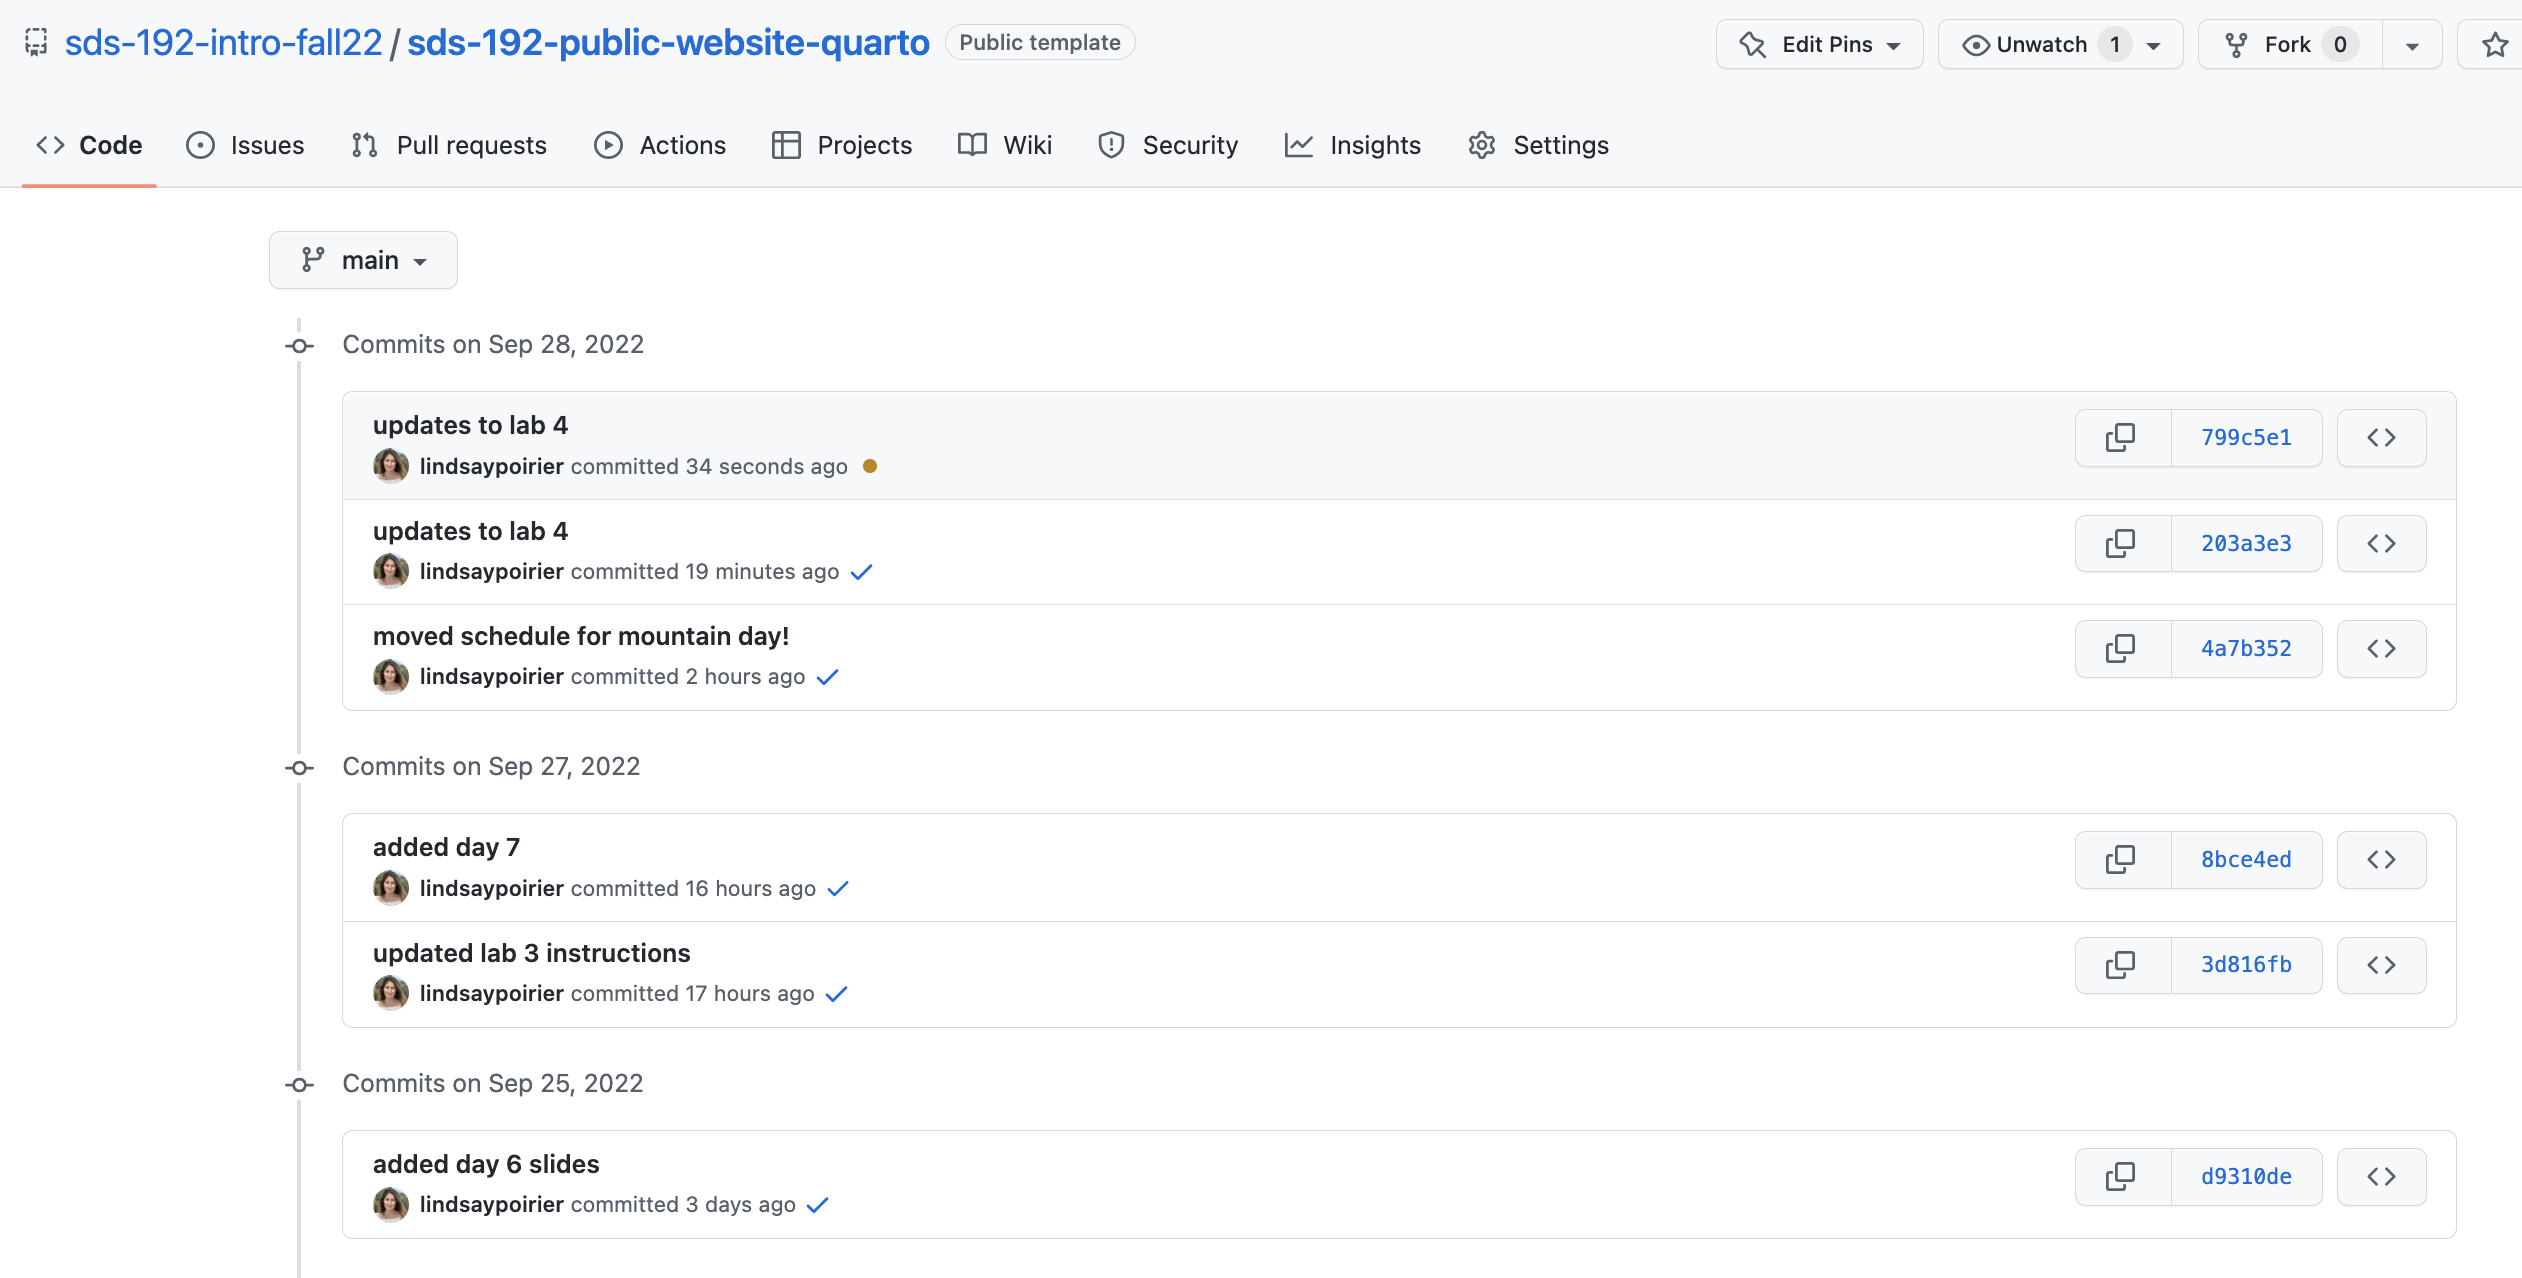 sds-192-intro-fall22 / sds-192-public-website-quarto Public template Edit Pins Unwatch 1 Fork 0
Code Issues Pull requests Actions Projects Wiki Security Insights Settings
main
Commits on Sep 28, 2022
updates to lab 4
lindsaypoirier committed 34 seconds ago
799c5e1
updates to lab 4
lindsaypoirier committed 19 minutes ago
203a3e3
moved schedule for mountain day!
lindsaypoirier committed 2 hours ago
4a7b352
Commits on Sep 27, 2022
added day 7
lindsaypoirier committed 16 hours ago
8bce4ed
updated lab 3 instructions
lindsaypoirier committed 17 hours ago
3d816fb
Commits on Sep 25, 2022
added day 6 slides
lindsaypoirier committed 3 days ago
d9310de